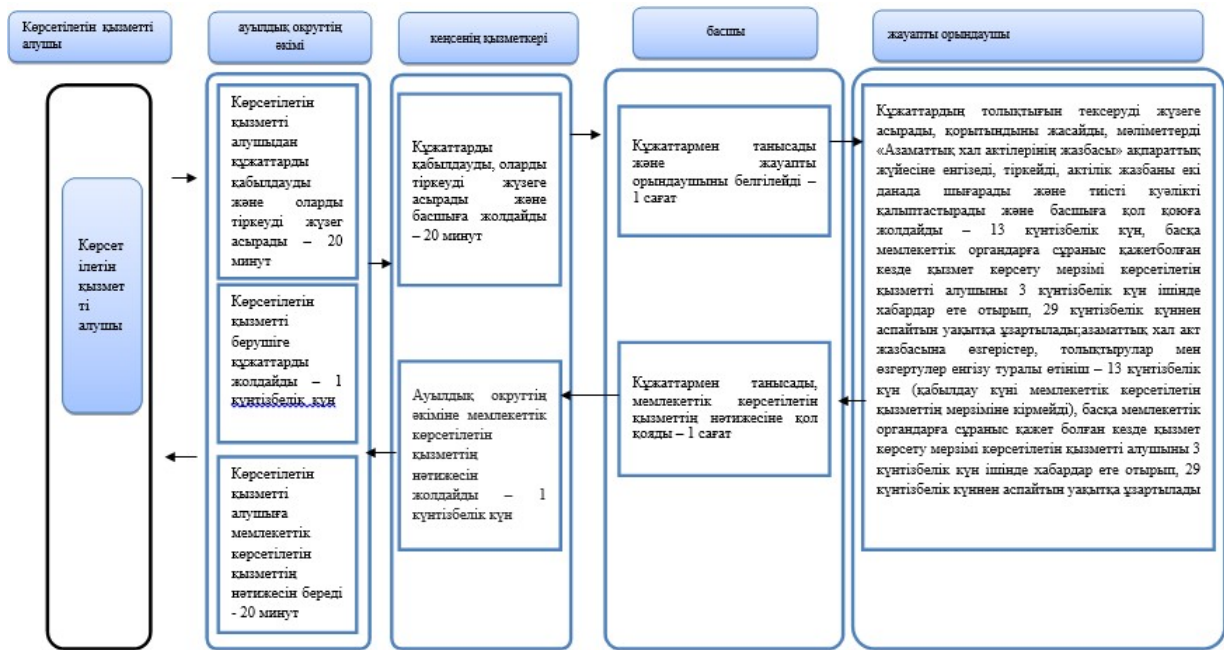 Көрсетілетін қызметті
алушы
ауылдық округтің
әкімі
кеңсенің қызметкері
басшы
жауапты орындаушы
Көрсет
ілетін
қызмет
ті
алушы
Көрсетілетін
қызметті
алушыдан
құжаттарды
қабылдауды
және оларды
тіркеуді жүзег
асырады – 20
минут
Көрсетілетін
қызметті
берушіге
құжаттарды
жолдайды – 1
күнтізбелік күн
Көрсетілетін
қызметті
алушыға
мемлекеттік
көрсетілетін
қызметтің
нәтижесін береді
- 20 минут
Құжаттарды
қабылдауды, оларды
тіркеуді жүзеге
асырады және
басшыға жолдайды
– 20 минут
Ауылдық округтің
әкіміне мемлекеттік
көрсетілетін
қызметтің
нәтижесін
жолдайды – 1
күнтізбелік күн
Құжаттармен танысады
және жауапты
орындаушыны белгілейді –
1 сағат
Құжаттармен танысады,
мемлекеттік көрсетілетін
қызметтің нәтижесіне қол
қояды – 1 сағат
Құжаттардың толықтығын тексеруді жүзеге
асырады, қорытындыны жасайды, мәліметтерді
«Азаматтық хал актілерінің жазбасы» ақпараттық
жүйесіне енгізеді, тіркейді, актілік жазбаны екі
данада шығарады және тиісті куәлікті
қалыптастырады және басшыға қол қоюға
жолдайды – 13 күнтізбелік күн, басқа
мемлекеттік органдарға сұраныс қажетболған
кезде қызмет көрсету мерзімі көрсетілетін
қызметті алушыны 3 күнтізбелік күн ішінде
хабардар ете отырып, 29 күнтізбелік күннен
аспайтын уақытқа ұзартылады;азаматтық хал акт
жазбасына өзгерістер, толықтырулар мен
өзгертулер енгізу туралы өтініш – 13 күнтізбелік
күн (қабылдау күні мемлекеттік көрсетілетін
қызметтің мерзіміне кірмейді), басқа мемлекеттік
органдарға сұраныс қажет болған кезде қызмет
көрсету мерзімі көрсетілетін қызметті алушыны 3
күнтізбелік күн ішінде хабардар ете отырып, 29
күнтізбелік күннен аспайтын уақытқа ұзартылады